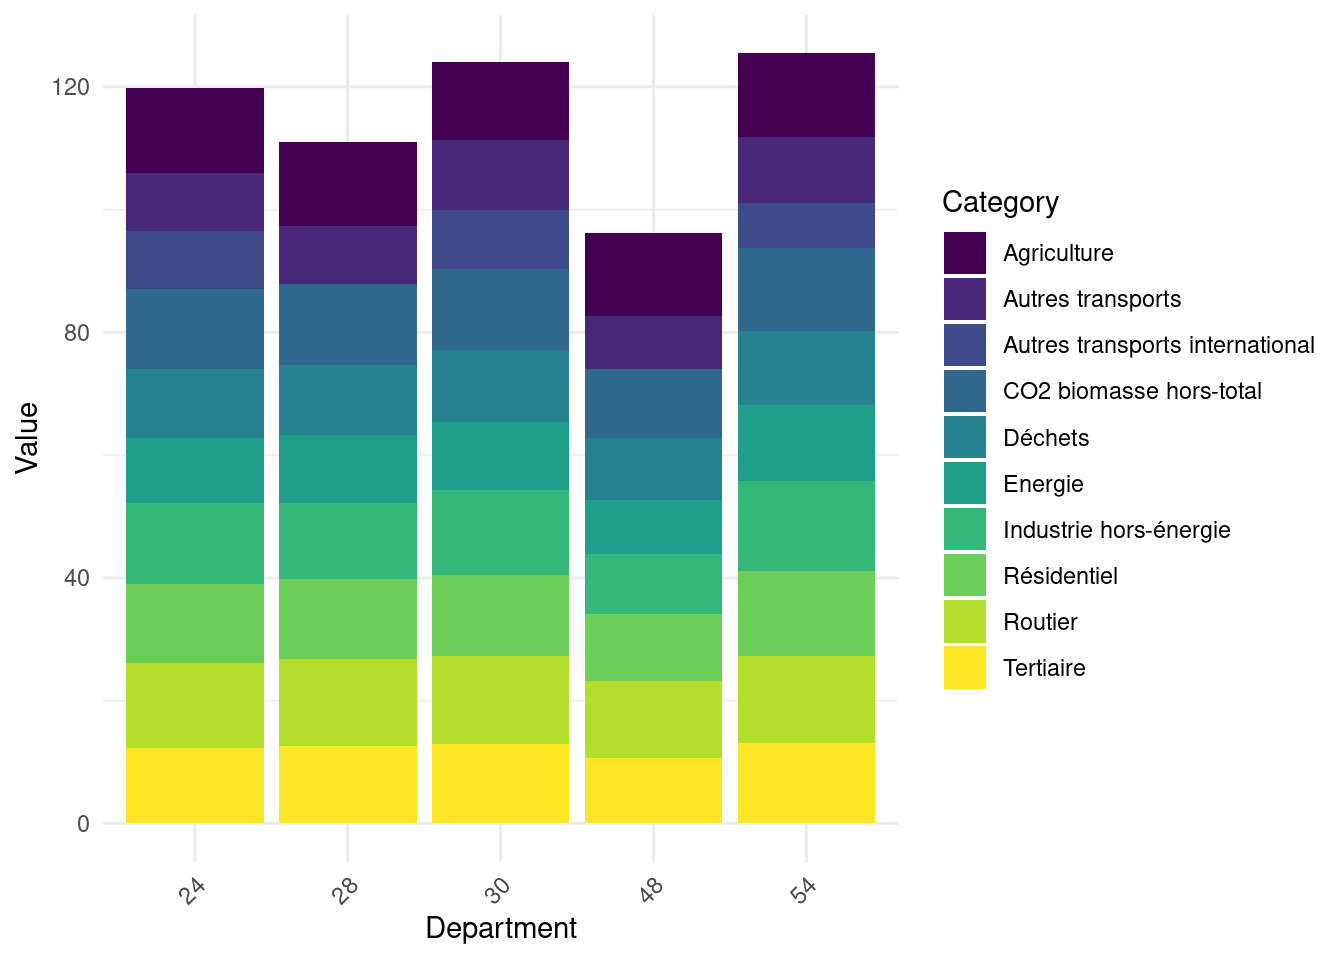 120
80
40
0
Value
24
28
30
48
54
Department
Category
Agriculture
Autres transports
Autres transports international
CO2 biomasse hors-total
Déchets
Energie
Industrie hors-énergie
Résidentiel
Routier
Tertiaire